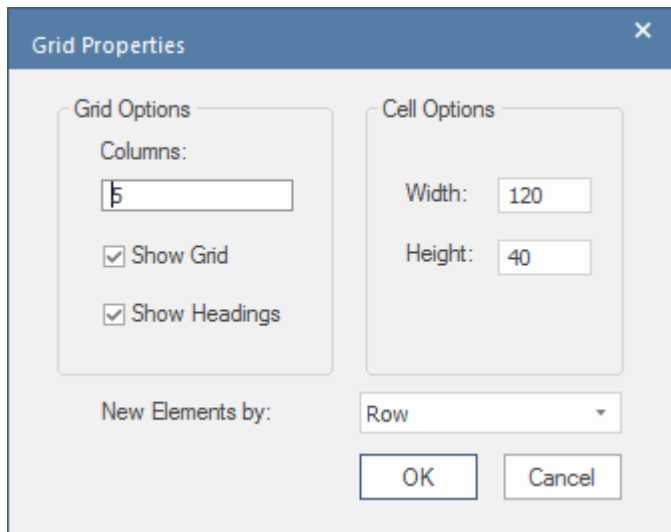 Grid Properties
Grid Options
Columns:
5
Show Grid
Show Headings
Cell Options
Width: 120
Height: 40
New Elements by: Row
OK Cancel